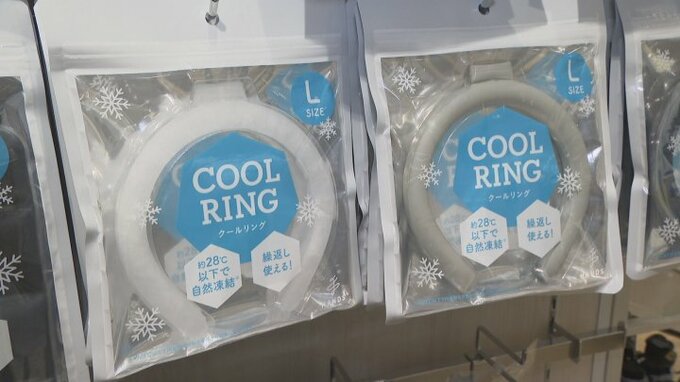 L
SIZE
COOL
RING
クールリング
約28℃
以下で
自然凍結
繰返し
使える!
L
SIZE
COOL
RING
クールリング
約28℃
以下で
自然凍結
繰返し
使える!